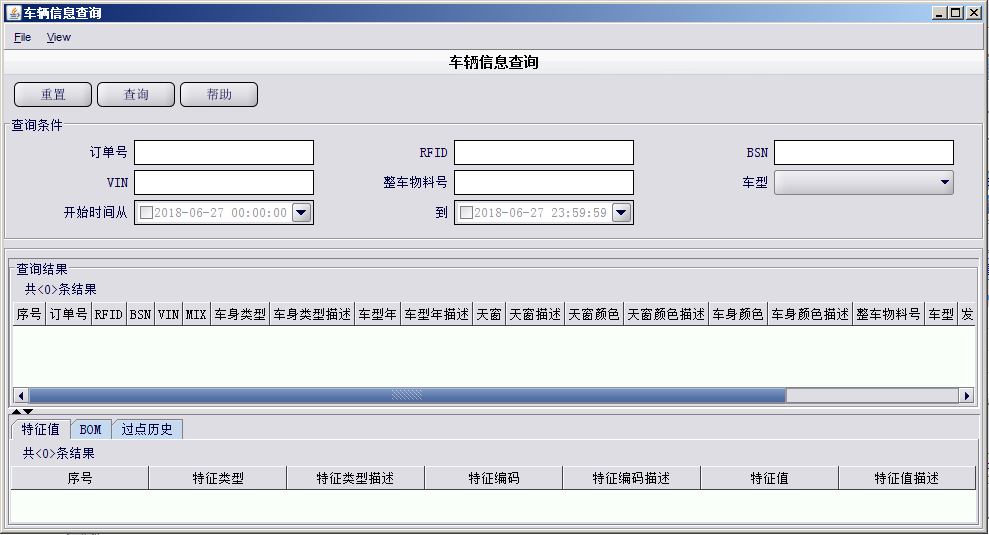 车辆信息查询
File View
车辆信息查询
重置 查询 帮助
查询条件
订单号 RFID BSN
VIN 整车物料号 车型
开始时间从 2018-06-27 00:00:00 到 2018-06-27 23:59:59
查询结果
共<0>条结果
序号 订单号 RFID BSN VIN MIX 车身类型 车身类型描述 车型年 车型年描述 天窗 天窗描述 天窗颜色 天窗颜色描述 车身颜色 车身颜色描述 整车物料号 车型 发
特征值 BOM 过点历史
共<0>条结果
序号 特征类型 特征类型描述 特征编码 特征编码描述 特征值 特征值描述